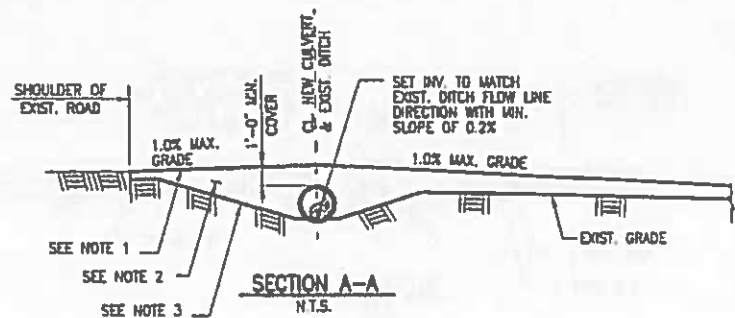 CL NEW CULVERT,
& EXIST. DITCH
SHOULDER OF
EXIST. ROAD
1'-0" MIN.
COVER
SET INV. TO MATCH
EXIST. DITCH FLOW LINE
DIRECTION WITH MIN.
SLOPE OF 0.2%
1.0% MAX.
GRADE
1.0% MAX. GRADE
SEE NOTE 1
SEE NOTE 2
SEE NOTE 3
EXIST. GRADE
SECTION A-A
N.T.S.